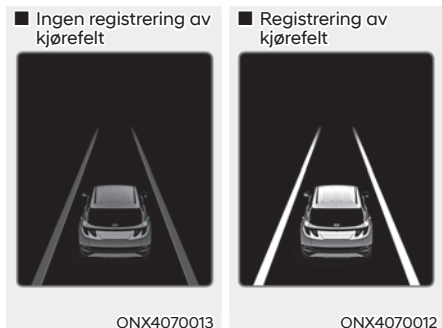 ■ Ingen registrering av
kjørefelt
ONX4070013
■ Registrering av
kjørefelt
ONX4070012